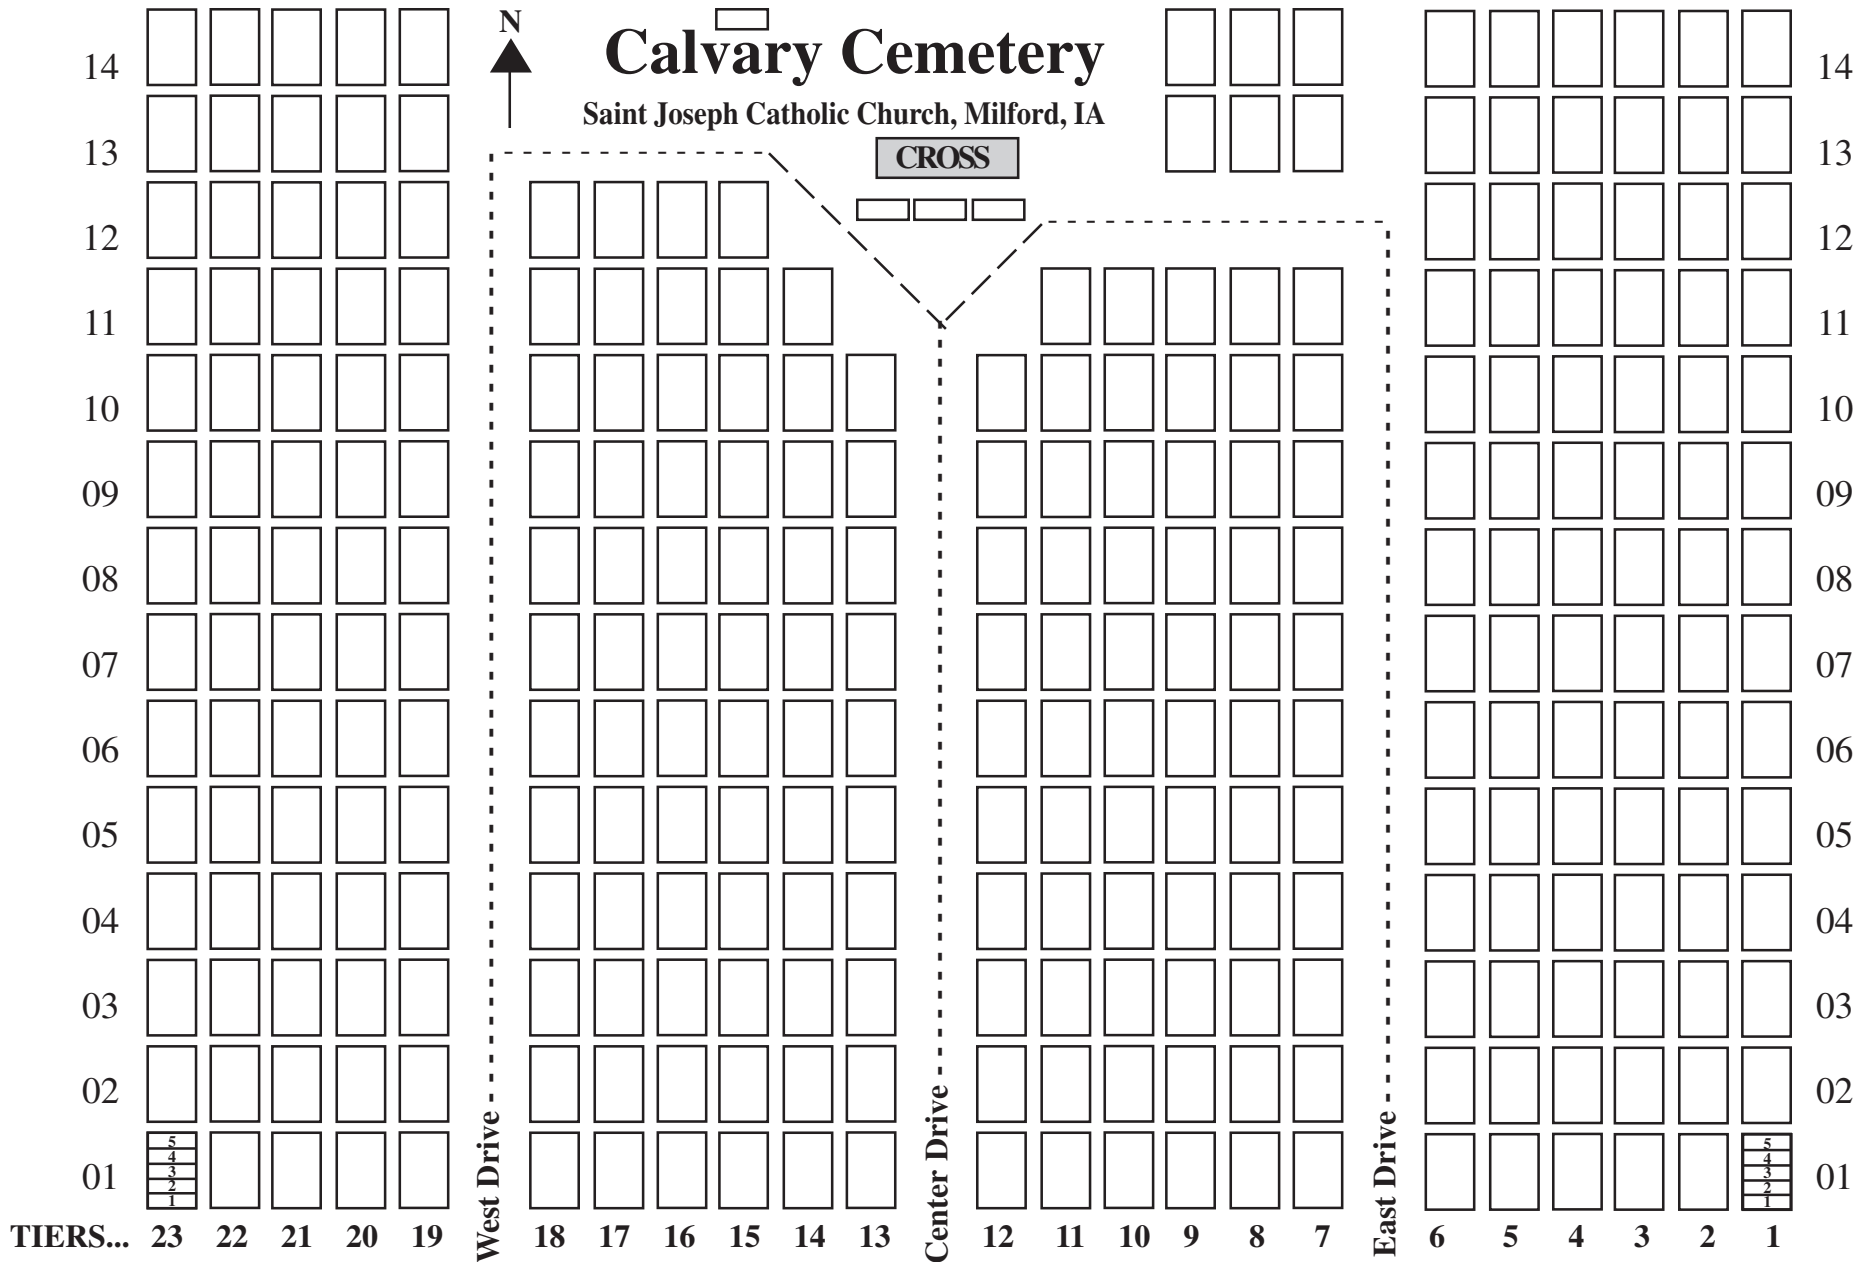 N
Calvary Cemetery
Saint Joseph Catholic Church, Milford, IA
CROSS
14 14
13 13
12 12
11 11
10 10
09 09
08 08
07 07
06 06
05 05
04 04
03 03
02 02
5 5
4 4
3 3
2 2
1 1
01 01
West Drive
Center Drive
East Drive
TIERS... 23 22 21 20 19 18 17 16 15 14 13 12 11 10 9 8 7 6 5 4 3 2 1